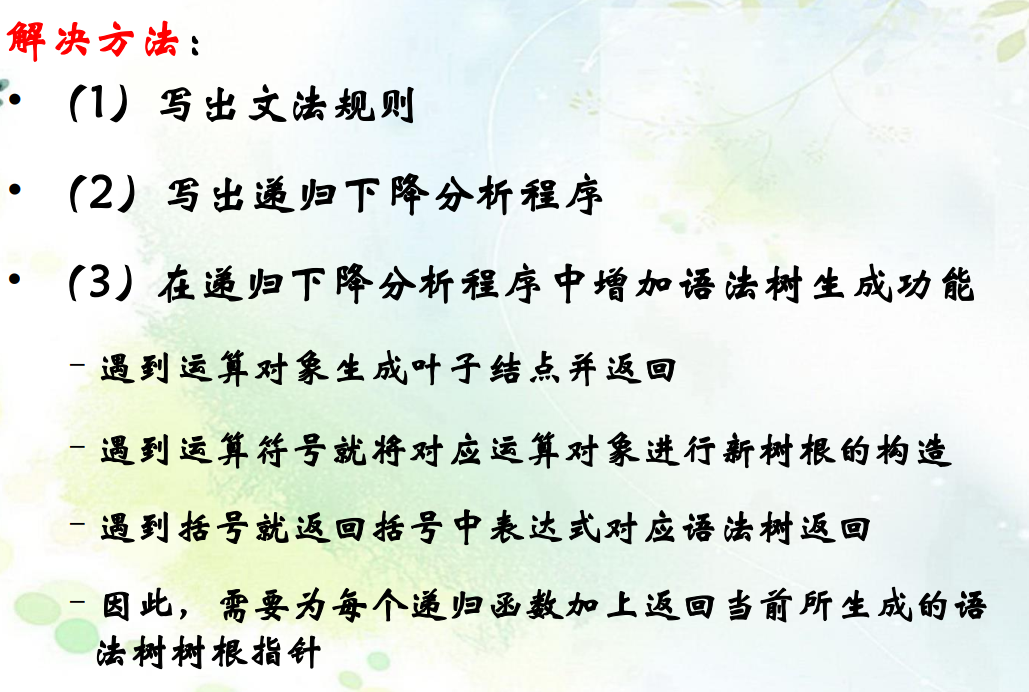 解决方法：
• （1）写出文法规则
• （2）写出递归下降分析程序
• （3）在递归下降分析程序中增加语法树生成功能
– 遇到运算对象生成叶子结点并返回
– 遇到运算符号就将对应运算对象进行新树根的构造
– 遇到括号就返回括号中表达式对应语法树返回
– 因此，需要为每个递归函数加上返回当前所生成的语
法树树根指针